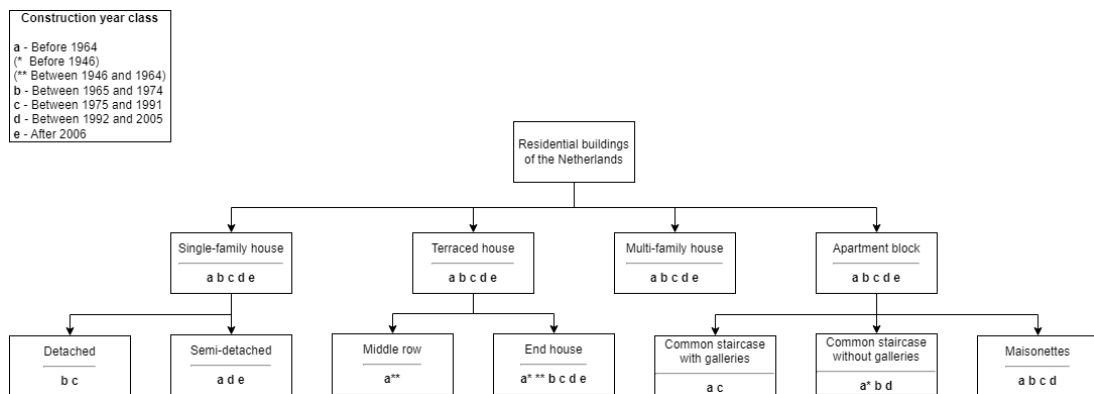 Construction year class
a - Before 1964
(* Before 1946)
(** Between 1946 and 1964)
b - Between 1965 and 1974
c - Between 1975 and 1991
d - Between 1992 and 2005
e - After 2006
Residential buildings
of the Netherlands
Single-family house
a b c d e
Terraced house
a b c d e
Multi-family house
a b c d e
Apartment block
a b c d e
Detached
b c
Semi-detached
a d e
Middle row
a**
End house
a* ** b c d e
Common staircase
with galleries
a c
Common staircase
without galleries
a* b d
Maisonettes
a b c d